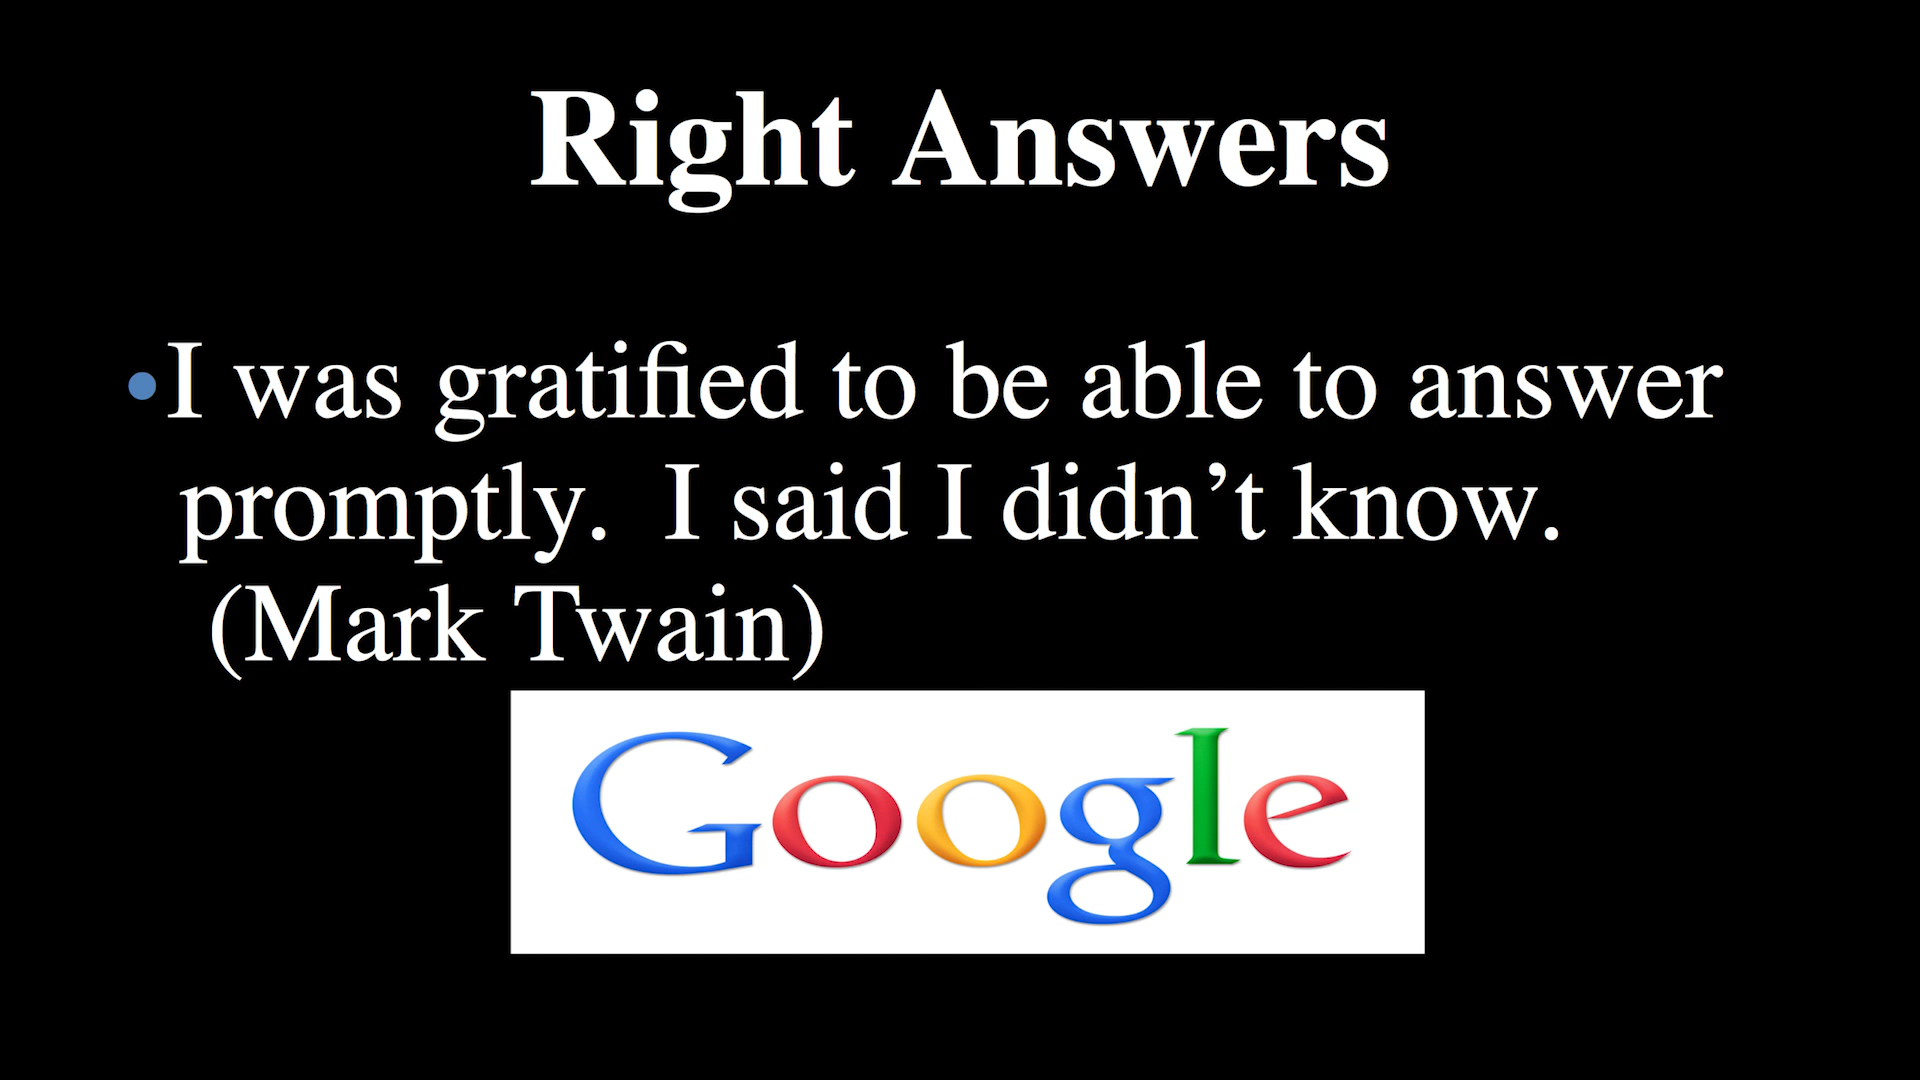 Right Answers
•I was gratified to be able to answer
promptly.  I said I didn’t know.
(Mark Twain)
Google